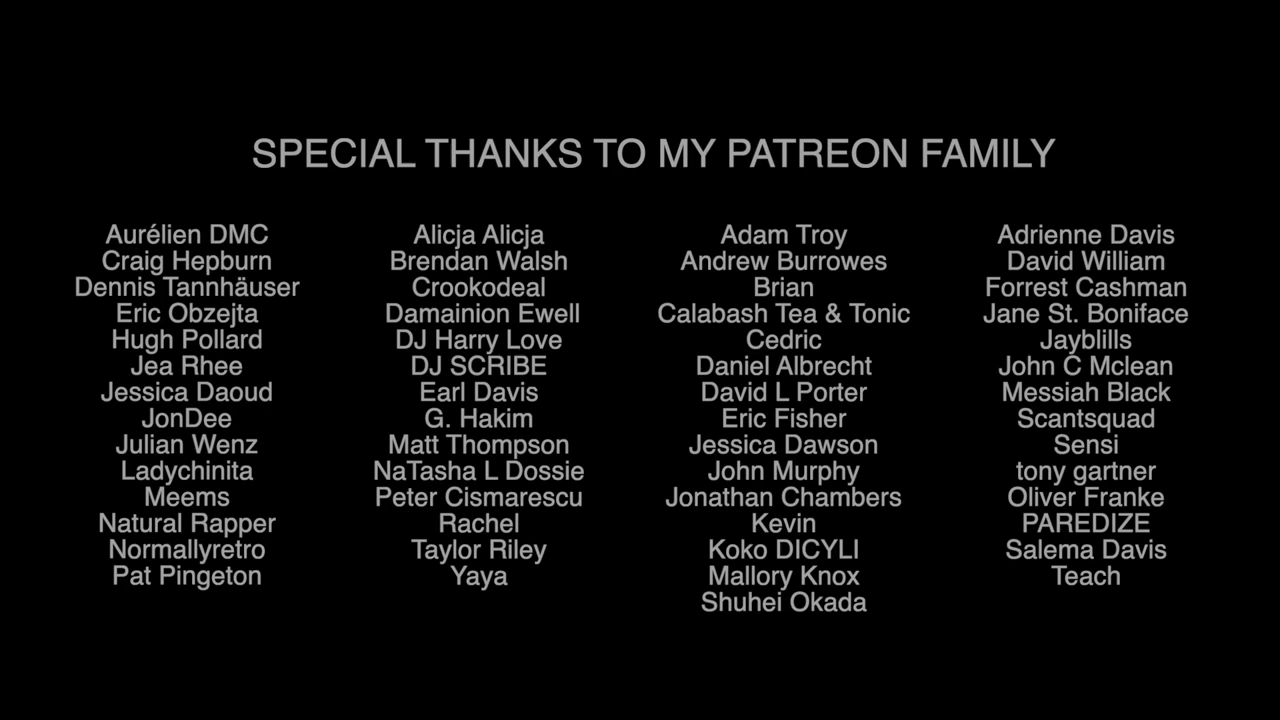 SPECIAL THANKS TO MY PATREON FAMILY
Aurélien DMC
Craig Hepburn
Dennis Tannhäuser
Eric Obzejta
Hugh Pollard
Jea Rhee
Jessica Daoud
JonDee
Julian Wenz
Ladychinita
Meems
Natural Rapper
Normallyretro
Pat Pingeton
Alicja Alicja
Brendan Walsh
Crookodeal
Damainion Ewell
DJ Harry Love
DJ SCRIBE
Earl Davis
G. Hakim
Matt Thompson
NaTasha L Dossie
Peter Cismarescu
Rachel
Taylor Riley
Yaya
Adam Troy
Andrew Burrowes
Brian
Calabash Tea & Tonic
Cedric
Daniel Albrecht
David L Porter
Eric Fisher
Jessica Dawson
John Murphy
Jonathan Chambers
Kevin
Koko DICYLI
Mallory Knox
Shuhei Okada
Adrienne Davis
David William
Forrest Cashman
Jane St. Boniface
Jayblills
John C Mclean
Messiah Black
Scantsquad
Sensi
tony gartner
Oliver Franke
PAREDIZE
Salema Davis
Teach